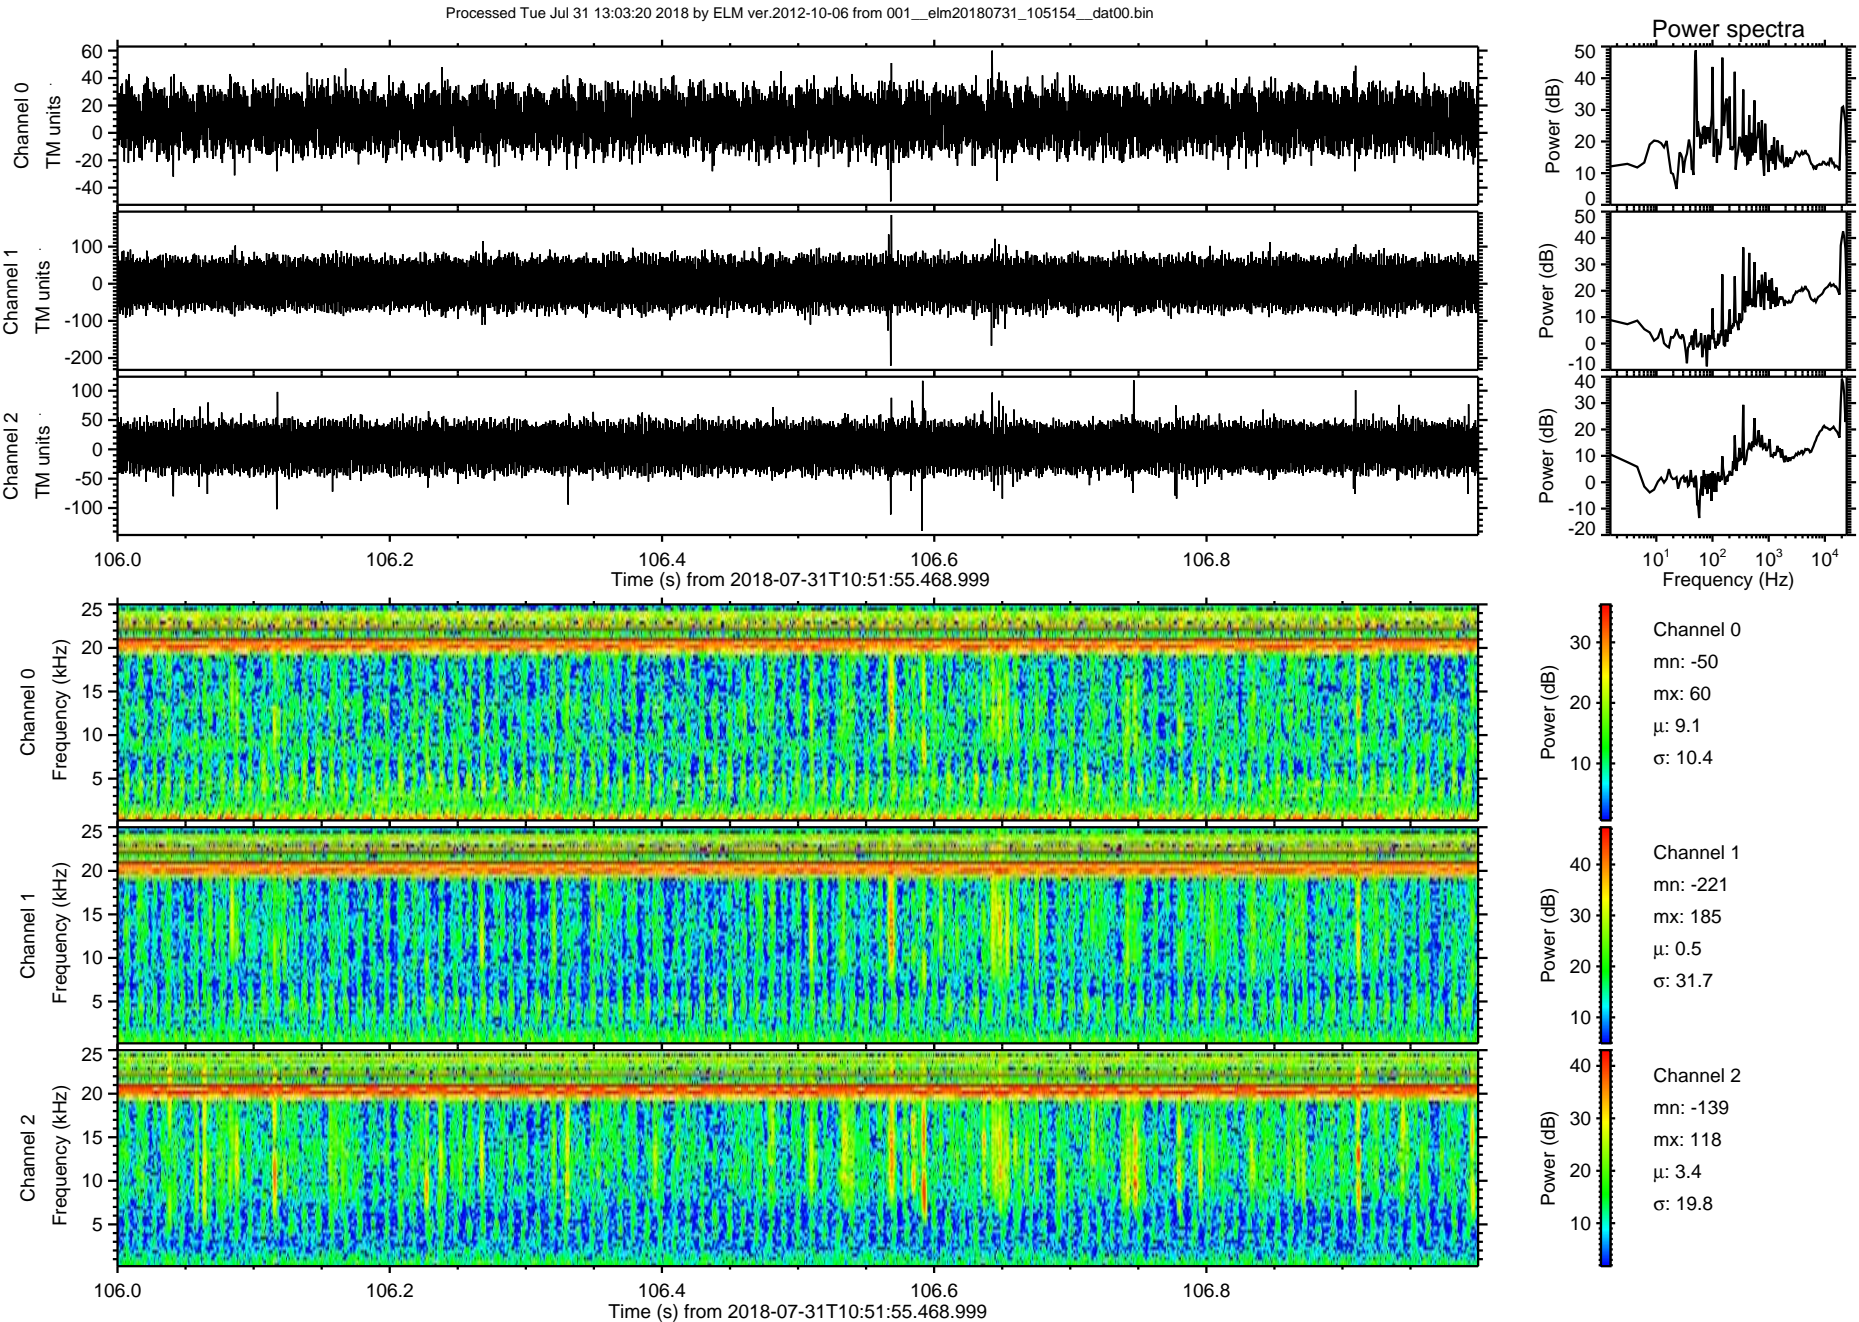 Processed Tue Jul 31 13:03:20 2018 by ELM ver.2012-10-06 from 001__elm20180731_105154__dat00.bin
Power spectra
Channel 0
TM units
60
40
20
0
-20
-40
Power (dB)
50
40
30
20
10
0
Channel 1
TM units
100
0
-100
-200
Power (dB)
50
40
30
20
10
0
-10
Channel 2
TM units
100
50
0
-50
-100
Power (dB)
40
30
20
10
0
-10
-20
106.0 106.2 106.4 106.6 106.8
Time (s) from 2018-07-31T10:51:55.468.999
10^1 10^2 10^3 10^4
Frequency (Hz)
Channel 0
Frequency (kHz)
25
20
15
10
5
Power (dB)
30
20
10
Channel 0
mn: -50
mx: 60
μ: 9.1
σ: 10.4
Channel 1
Frequency (kHz)
25
20
15
10
5
Power (dB)
40
30
20
10
Channel 1
mn: -221
mx: 185
μ: 0.5
σ: 31.7
Channel 2
Frequency (kHz)
25
20
15
10
5
Power (dB)
40
30
20
10
Channel 2
mn: -139
mx: 118
μ: 3.4
σ: 19.8
106.0 106.2 106.4 106.6 106.8
Time (s) from 2018-07-31T10:51:55.468.999